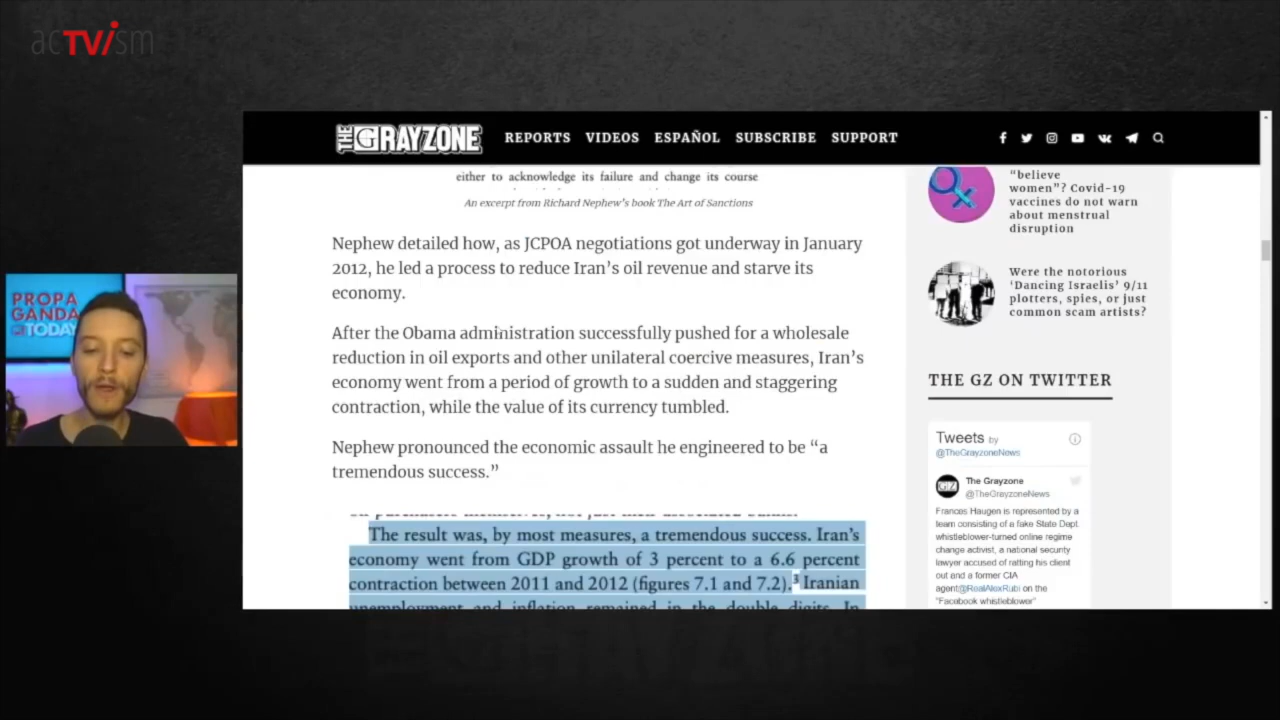 acTViSm
THE GRAYZONE
REPORTS VIDEOS ESPAÑOL SUBSCRIBE SUPPORT
either to acknowledge its failure and change its course
An excerpt from Richard Nephew's book The Art of Sanctions
Nephew detailed how, as JCPOA negotiations got underway in January
2012, he led a process to reduce Iran's oil revenue and starve its
economy.
After the Obama administration successfully pushed for a wholesale
reduction in oil exports and other unilateral coercive measures, Iran's
economy went from a period of growth to a sudden and staggering
contraction, while the value of its currency tumbled.
Nephew pronounced the economic assault he engineered to be “a
tremendous success.”
The result was, by most measures, a tremendous success. Iran's
economy went from GDP growth of 3 percent to a 6.6 percent
contraction between 2011 and 2012 (figures 7.1 and 7.2).3 Iranian
unemployment and inflation remained in the double digits. In
“believe
women”? Covid-19
vaccines do not warn
about menstrual
disruption
Were the notorious
‘Dancing Israelis’ 9/11
plotters, spies, or just
common scam artists?
THE GZ ON TWITTER
Tweets by
@TheGrayzoneNews
The Grayzone
@TheGrayzoneNews
Frances Haugen is represented by a
team consisting of a fake State Dept.
whistleblower-turned online regime
change activist, a national security
lawyer accused of ratting his client
out and a former CIA
agent@RealAlexRubi on the
"Facebook whistleblower"
PROPA
GANDA
TODAY